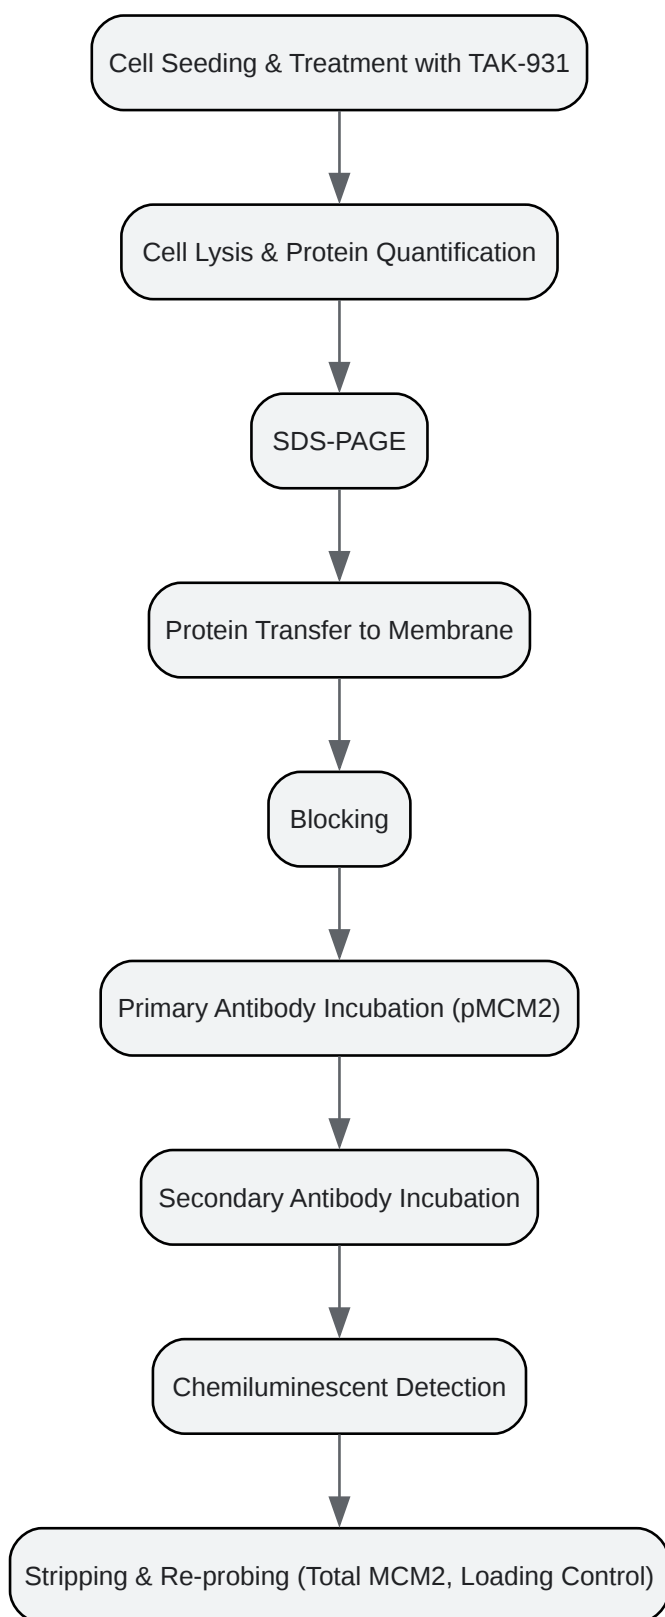 Cell Seeding & Treatment with TAK-931
Cell Lysis & Protein Quantification
SDS-PAGE
Protein Transfer to Membrane
Blocking
Primary Antibody Incubation (pMCM2)
Secondary Antibody Incubation
Chemiluminescent Detection
Stripping & Re-probing (Total MCM2, Loading Control)